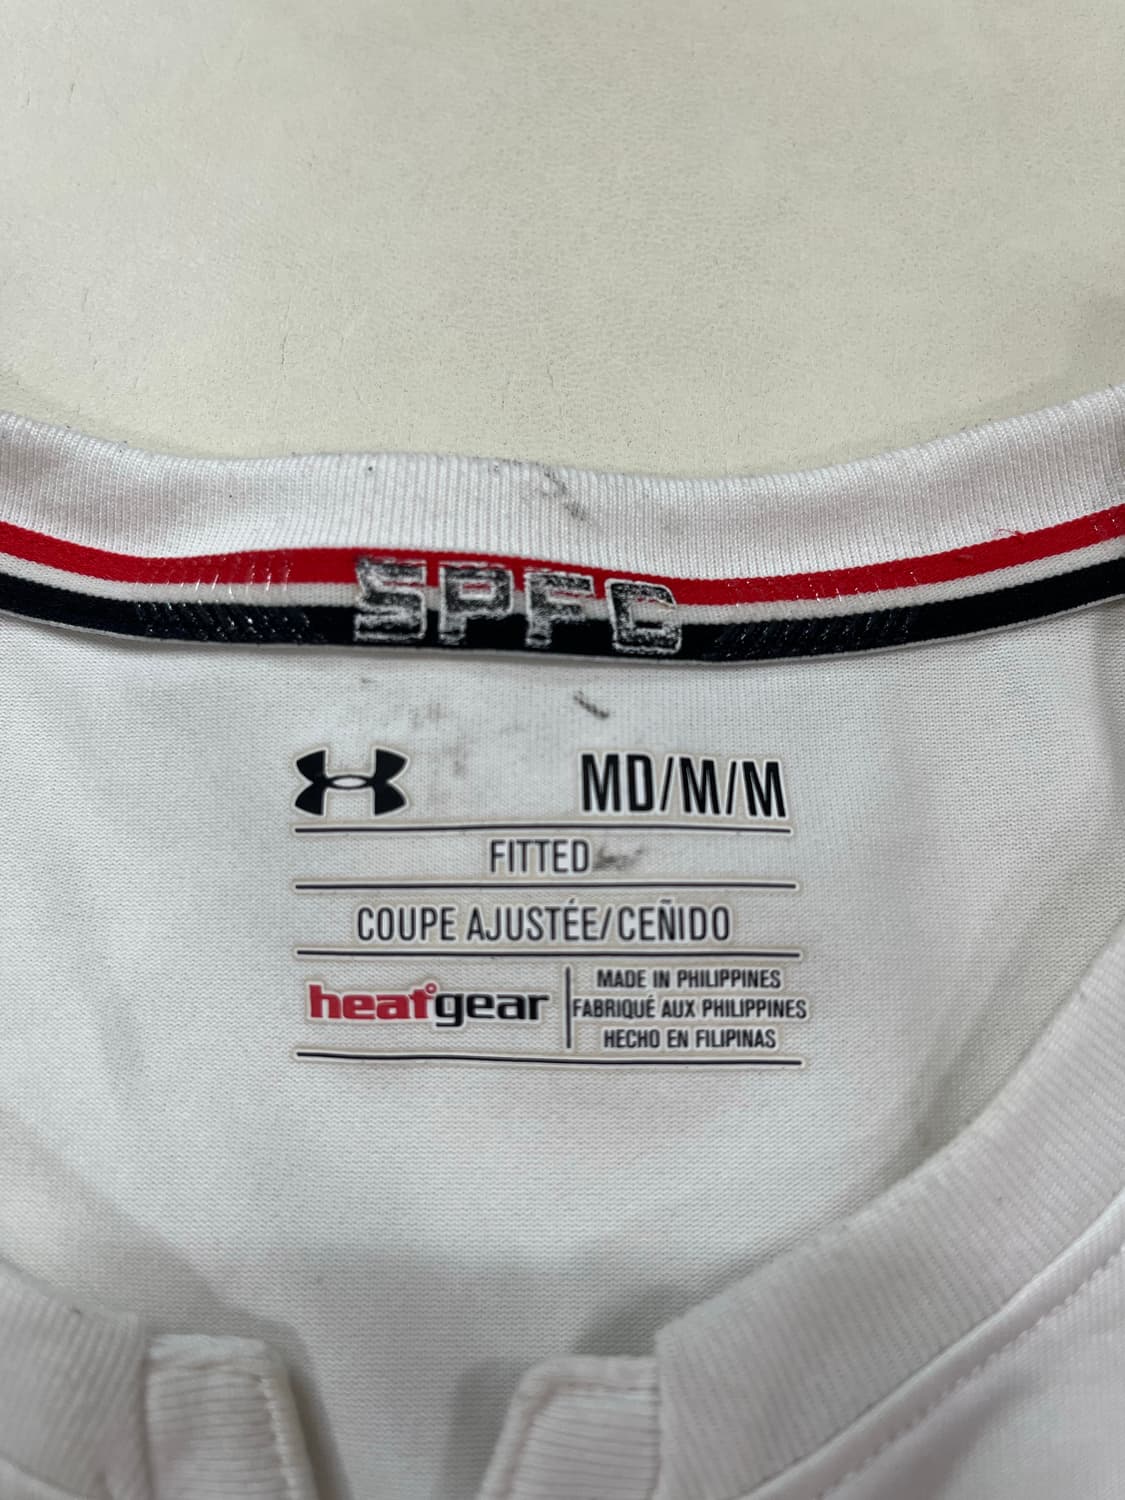 SPFC
MD/M/M
FITTED
COUPE AJUSTÉE/CEÑIDO
heatgear
MADE IN PHILIPPINES
FABRIQUÉ AUX PHILIPPINES
HECHO EN FILIPINAS